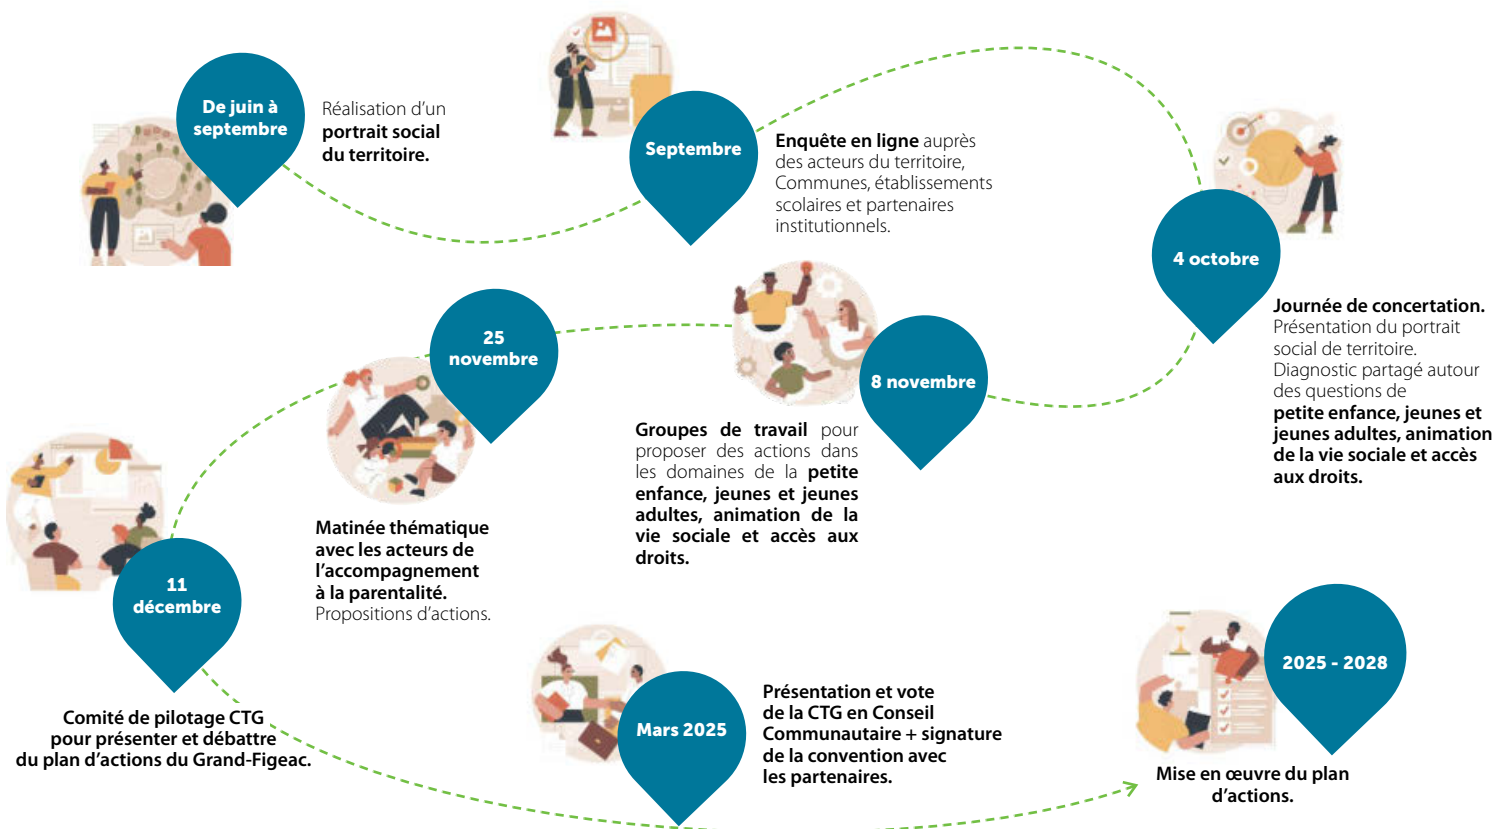 De juin à
septembre
Réalisation d'un
portrait social
du territoire.
Septembre
Enquête en ligne auprès
des acteurs du territoire,
Communes, établissements
scolaires et partenaires
institutionnels.
4 octobre
Journée de concertation.
Présentation du portrait
social de territoire.
Diagnostic partagé autour
des questions de
petite enfance, jeunes et
jeunes adultes, animation
de la vie sociale et accès
aux droits.
8 novembre
Groupes de travail pour
proposer des actions dans
les domaines de la petite
enfance, jeunes et jeunes
adultes, animation de la
vie sociale et accès aux
droits.
25
novembre
Matinée thématique
avec les acteurs de
l'accompagnement
à la parentalité.
Propositions d'actions.
11
décembre
Comité de pilotage CTG
pour présenter et débattre
du plan d'actions du Grand-Figeac.
Mars 2025
Présentation et vote
de la CTG en Conseil
Communautaire + signature
de la convention avec
les partenaires.
2025 - 2028
Mise en œuvre du plan
d'actions.